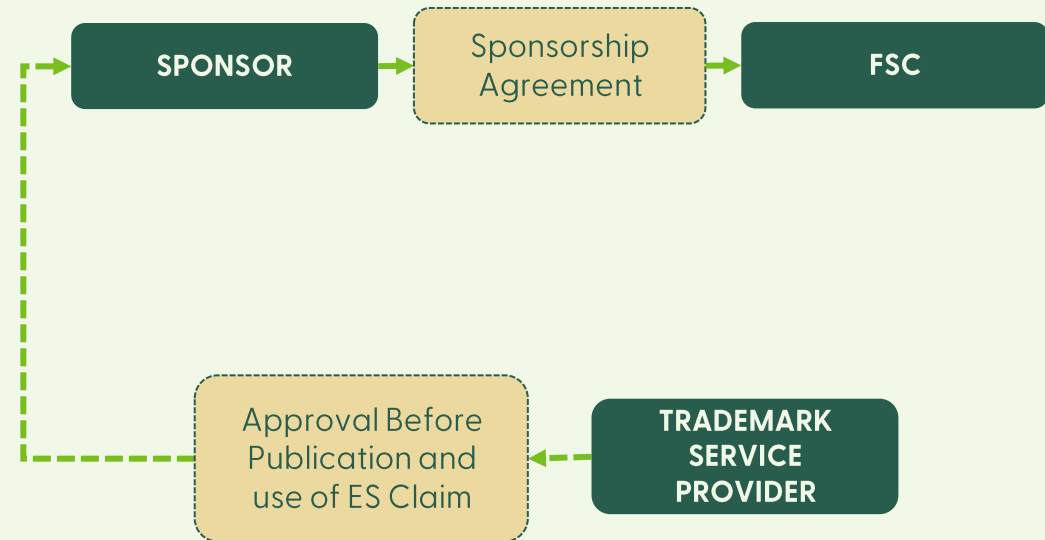 SPONSOR
Sponsorship
Agreement
FSC
Approval Before
Publication and
use of ES Claim
TRADEMARK
SERVICE
PROVIDER